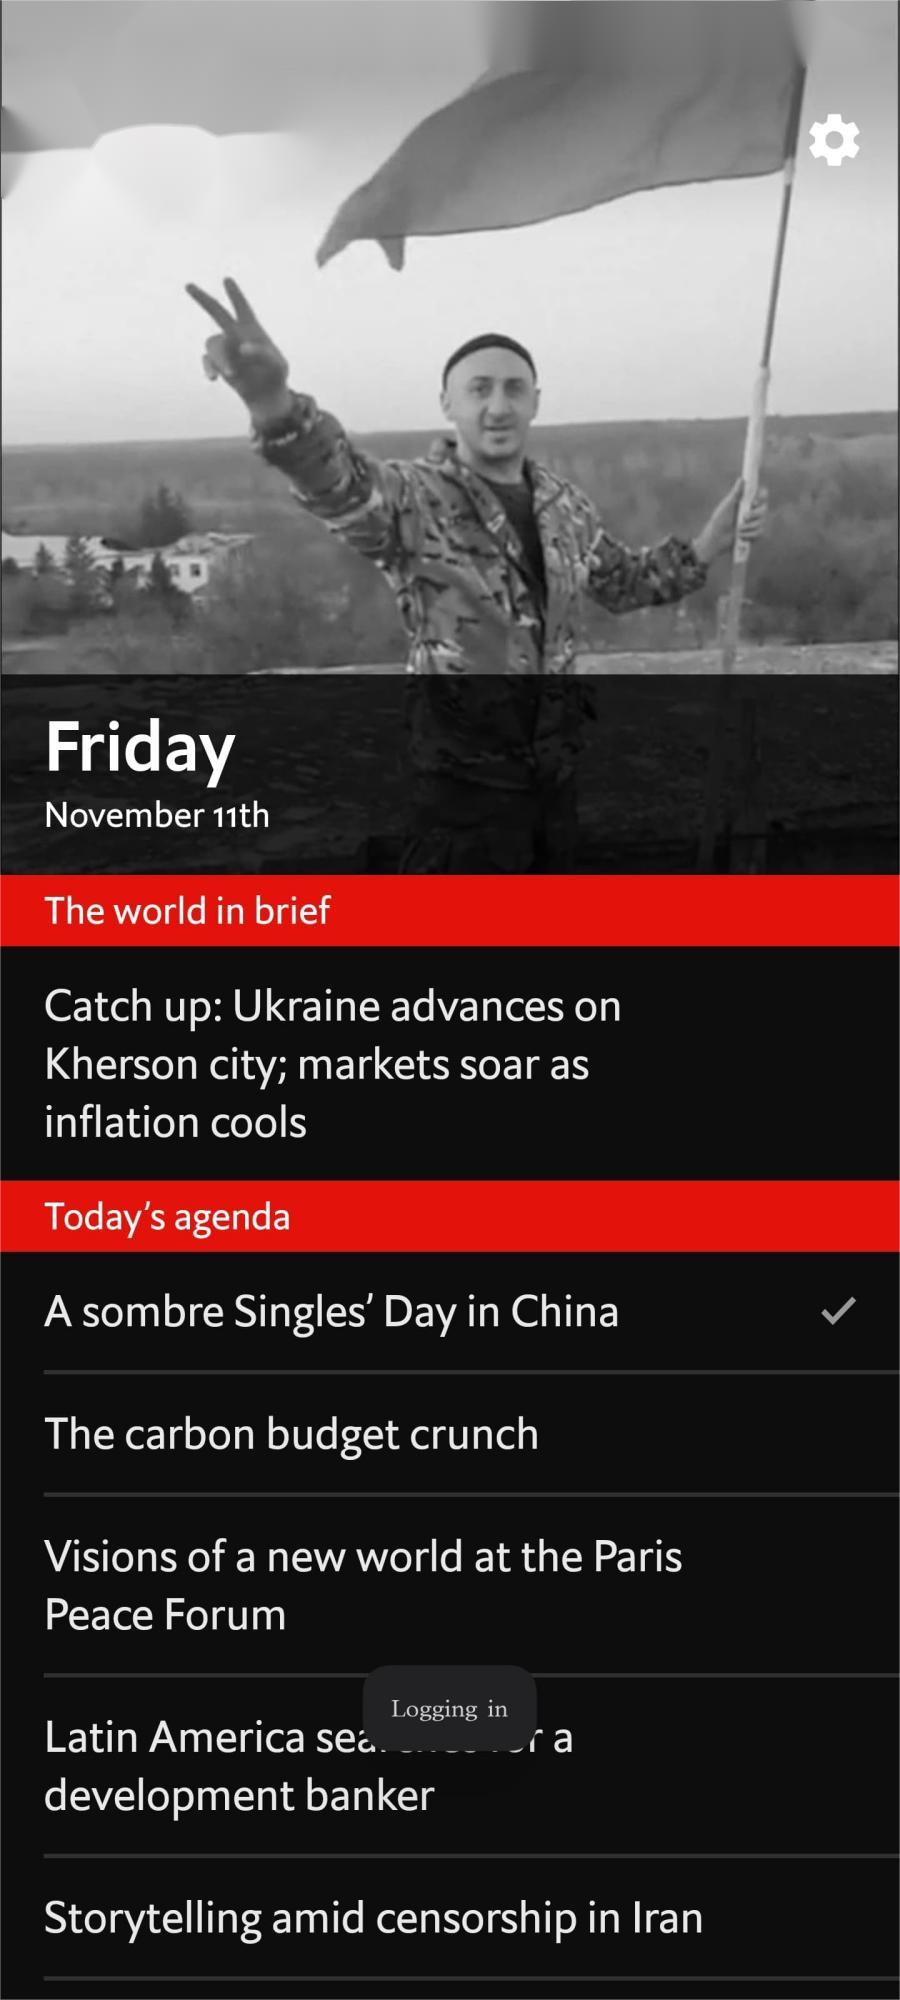 Friday
November 11th
The world in brief
Catch up: Ukraine advances on
Kherson city; markets soar as
inflation cools
Today's agenda
A sombre Singles' Day in China
The carbon budget crunch
Visions of a new world at the Paris
Peace Forum
Logging in
Latin America a
development banker
Storytelling amid censorship in Iran